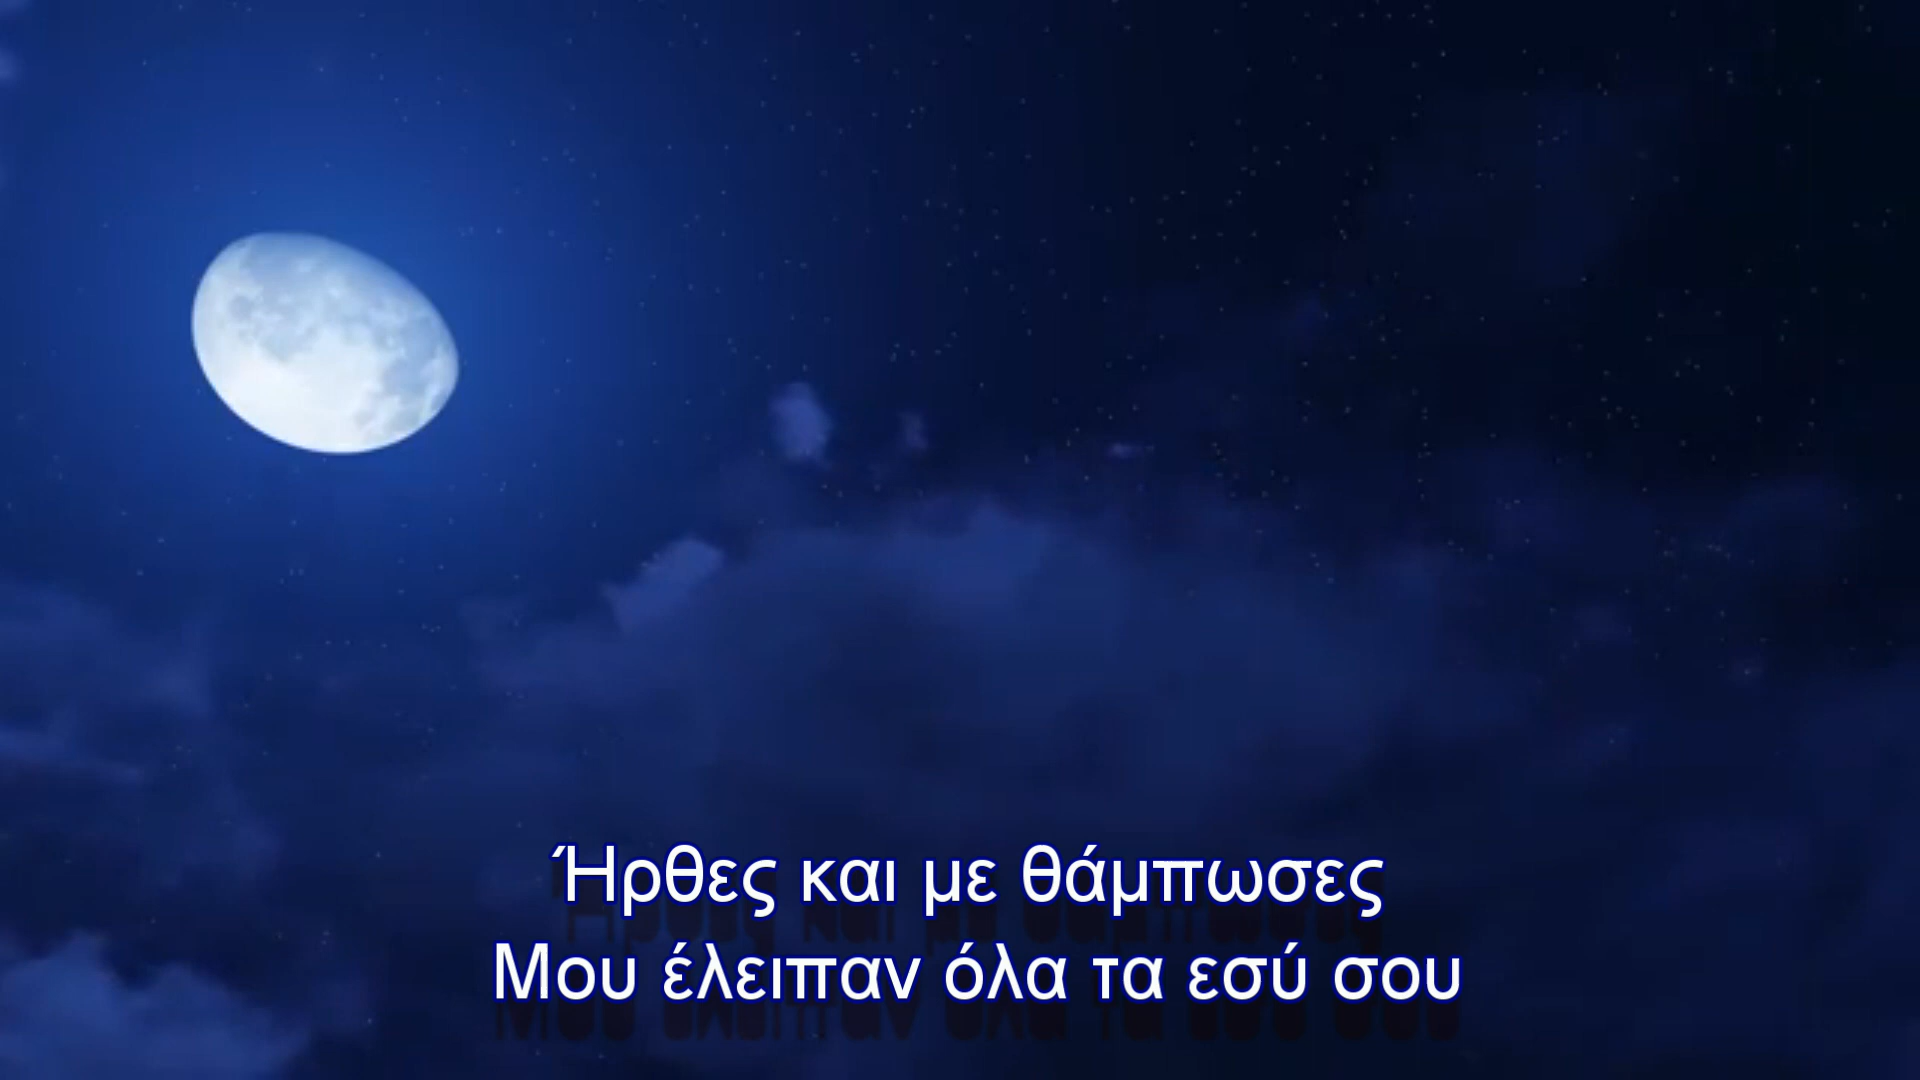 Ήρθες και με θάμπωσες
Μου έλειπαν όλα τα εσύ σου